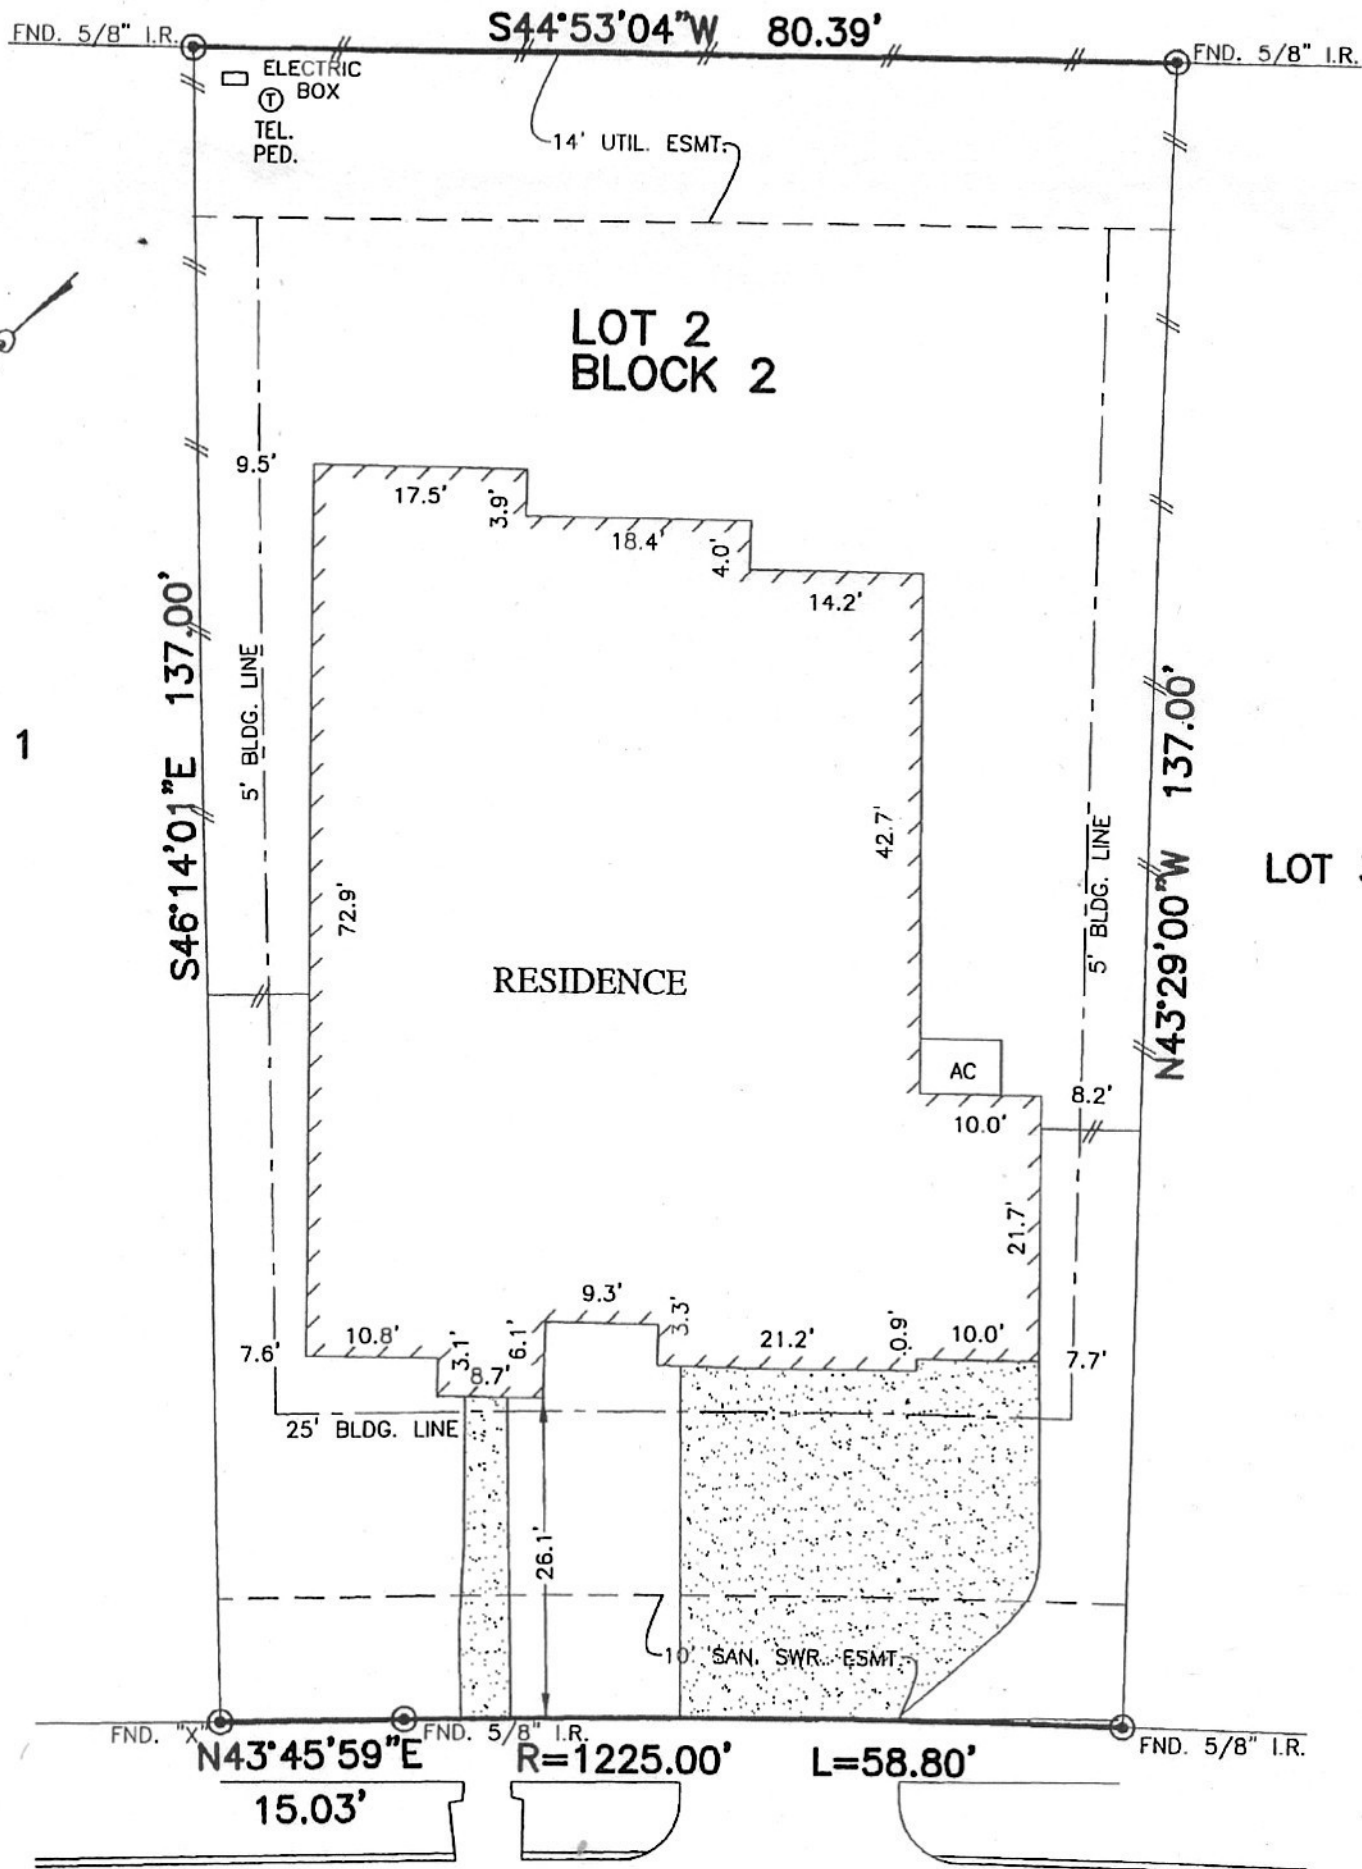 S44°53'04"W 80.39'
FND. 5/8" I.R.
FND. 5/8" I.R.
ELECTRIC
BOX
T
TEL.
PED.
14' UTIL. ESMT.
LOT 2
BLOCK 2
9.5'
17.5'
3.9'
18.4'
4.0'
14.2'
S46°14'01"E 137.00'
5' BLDG. LINE
1
72.9'
42.7'
5' BLDG. LINE
N43°29'00"W 137.00'
LOT
RESIDENCE
AC
10.0'
8.2'
21.7'
9.3'
7.6'
10.8'
3.1'
8.7'
6.1'
3.3'
21.2'
0.9'
10.0'
7.7'
25' BLDG. LINE
26.1'
10' SAN. SWR. ESMT.
FND. "X"
FND. 5/8" I.R.
FND. 5/8" I.R.
N43°45'59"E
15.03'
R=1225.00' L=58.80'